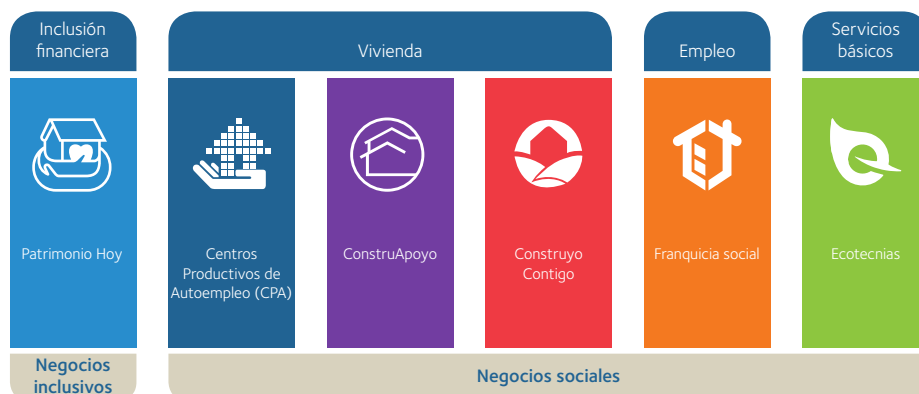 Inclusión
financiera
Vivienda
Empleo
Servicios
básicos
Patrimonio Hoy
Centros
Productivos de
Autoempleo (CPA)
ConstruApoyo
Construyo
Contigo
Franquicia social
Ecotecnias
Negocios
inclusivos
Negocios sociales